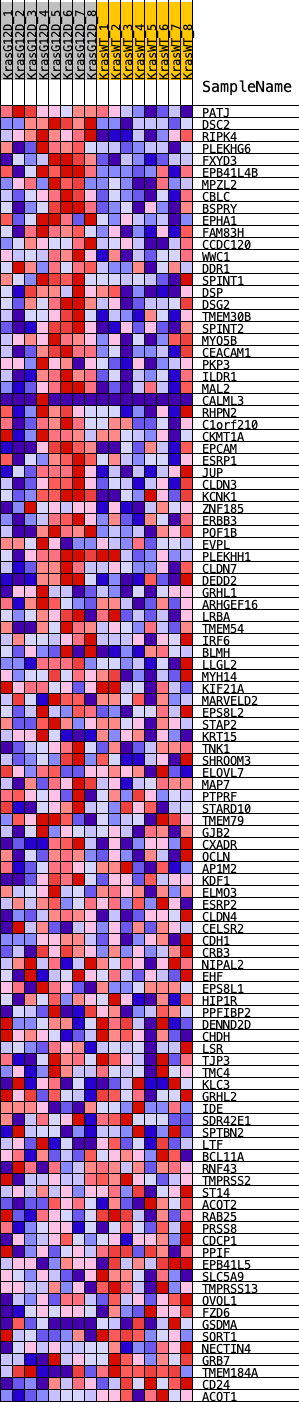 KrasG12D_1
KrasG12D_2
KrasG12D_3
KrasG12D_4
KrasG12D_5
KrasG12D_6
KrasG12D_7
KrasG12D_8
KrasWT_1
KrasWT_2
KrasWT_3
KrasWT_4
KrasWT_5
KrasWT_6
KrasWT_7
KrasWT_8
SampleName
PATJ
DSC2
RIPK4
PLEKHG6
FXYD3
EPB41L4B
MPZL2
CBLC
BSPRY
EPHA1
FAM83H
CCDC120
WWC1
DDR1
SPINT1
DSP
DSG2
TMEM30B
SPINT2
MYO5B
CEACAM1
PKP3
ILDR1
MAL2
CALML3
RHPN2
C1orf210
CKMT1A
EPCAM
ESRP1
JUP
CLDN3
KCNK1
ZNF185
ERBB3
POF1B
EVPL
PLEKHH1
CLDN7
DEDD2
GRHL1
ARHGEF16
LRBA
TMEM54
IRF6
BLMH
LLGL2
MYH14
KIF21A
MARVELD2
EPS8L2
STAP2
KRT15
TNK1
SHROOM3
ELOVL7
MAP7
PTPRF
STARD10
TMEM79
GJB2
CXADR
OCLN
AP1M2
KDF1
ELMO3
ESRP2
CLDN4
CELSR2
CDH1
CRB3
NIPAL2
EHF
EPS8L1
HIP1R
PPFIBP2
DENND2D
CHDH
LSR
TJP3
TMC4
KLC3
GRHL2
IDE
SDR42E1
SPTBN2
LTF
BCL11A
RNF43
TMPRSS2
ST14
ACOT2
RAB25
PRSS8
CDCP1
PPIF
EPB41L5
SLC5A9
TMPRSS13
OVOL1
FZD6
GSDMA
SORT1
NECTIN4
GRB7
TMEM184A
CD24
ACOT1